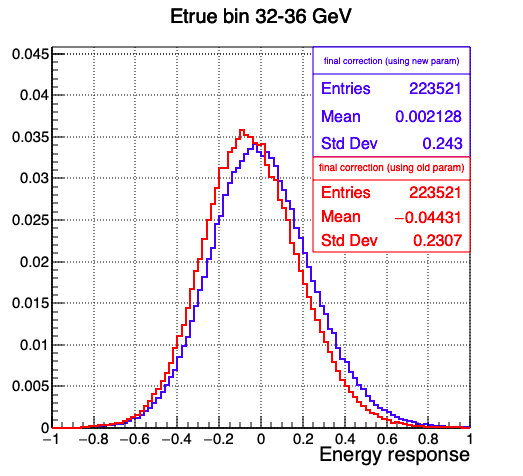 Etrue bin 32-36 GeV
0.045
0.04
0.035
0.03
0.025
0.02
0.015
0.01
0.005
0
final correction (using new param)
Entries 223521
Mean 0.002128
Std Dev 0.243
final correction (using old param)
Entries 223521
Mean −0.04431
Std Dev 0.2307
−1 −0.8 −0.6 −0.4 −0.2 0 0.2 0.4 0.6 0.8 1
Energy response